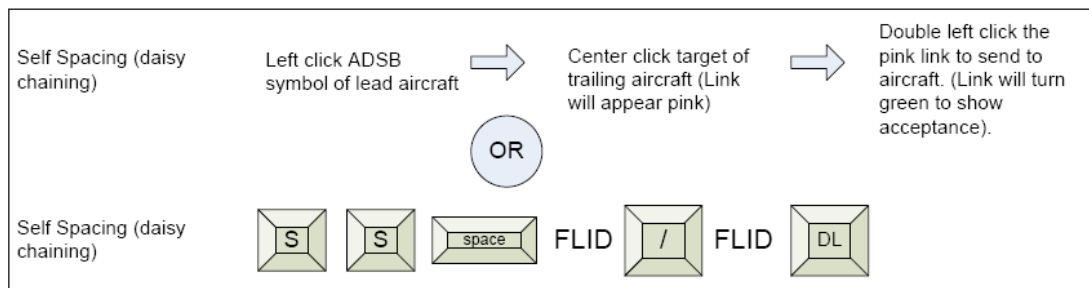 Self Spacing (daisy
chaining)
Left click ADSB
symbol of lead aircraft
Center click target of
trailing aircraft (Link
will appear pink)
Double left click the
pink link to send to
aircraft. (Link will turn
green to show
acceptance).
OR
Self Spacing (daisy
chaining)
S S space FLID / FLID DL